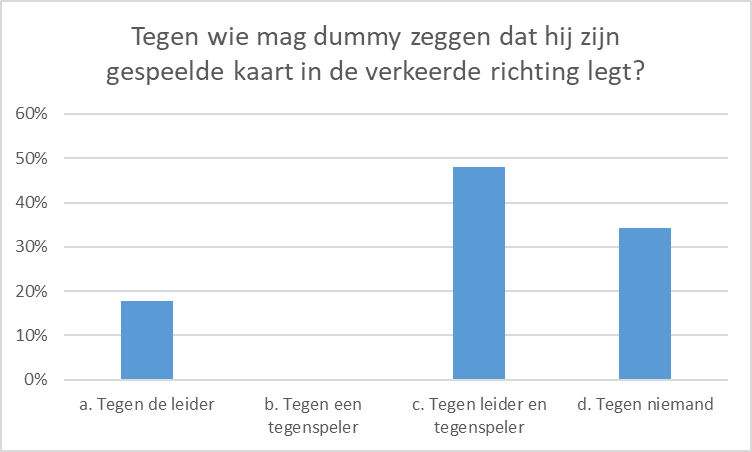 Tegen wie mag dummy zeggen dat hij zijn
gespeelde kaart in de verkeerde richting legt?
60%
50%
40%
30%
20%
10%
0%
a. Tegen de leider
b. Tegen een
tegenspeler
c. Tegen leider en
tegenspeler
d. Tegen niemand